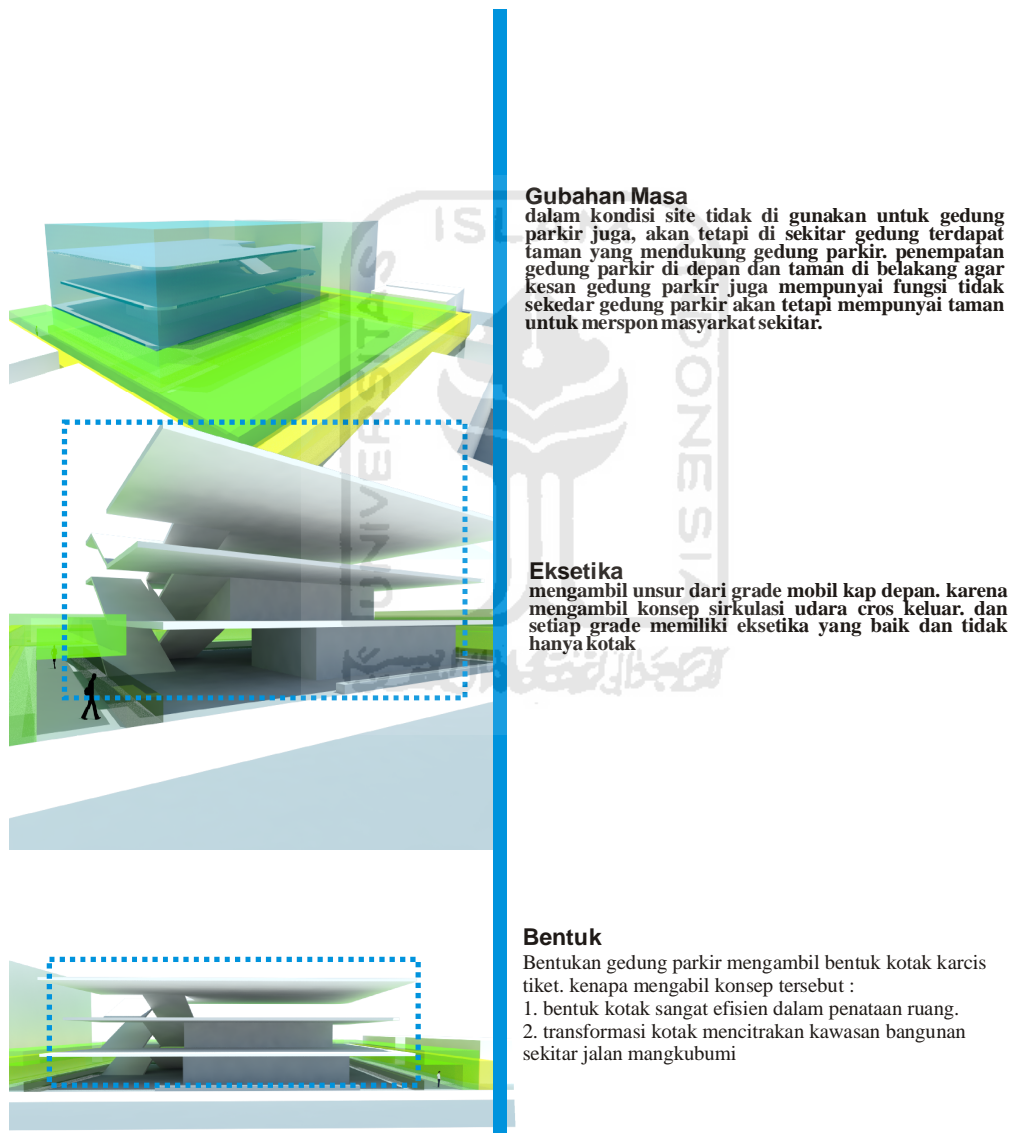 Gubahan Masa
dalam kondisi site tidak di gunakan untuk gedung
parkir juga, akan tetapi di sekitar gedung terdapat
taman yang mendukung gedung parkir. penempatan
gedung parkir di depan dan taman di belakang agar
kesan gedung parkir juga mempunyai fungsi tidak
sekedar gedung parkir akan tetapi mempunyai taman
untuk merspon masyarkat sekitar.
Eksetika
mengambil unsur dari grade mobil kap depan. karena
mengambil konsep sirkulasi udara cros keluar. dan
setiap grade memiliki eksetika yang baik dan tidak
hanya kotak
Bentuk
Bentukan gedung parkir mengambil bentuk kotak karcis
tiket. kenapa mengabil konsep tersebut :
1. bentuk kotak sangat efisien dalam penataan ruang.
2. transformasi kotak mencitrakan kawasan bangunan
sekitar jalan mangkubumi
UNIVERSITAS
ISLAM
INDONESIA